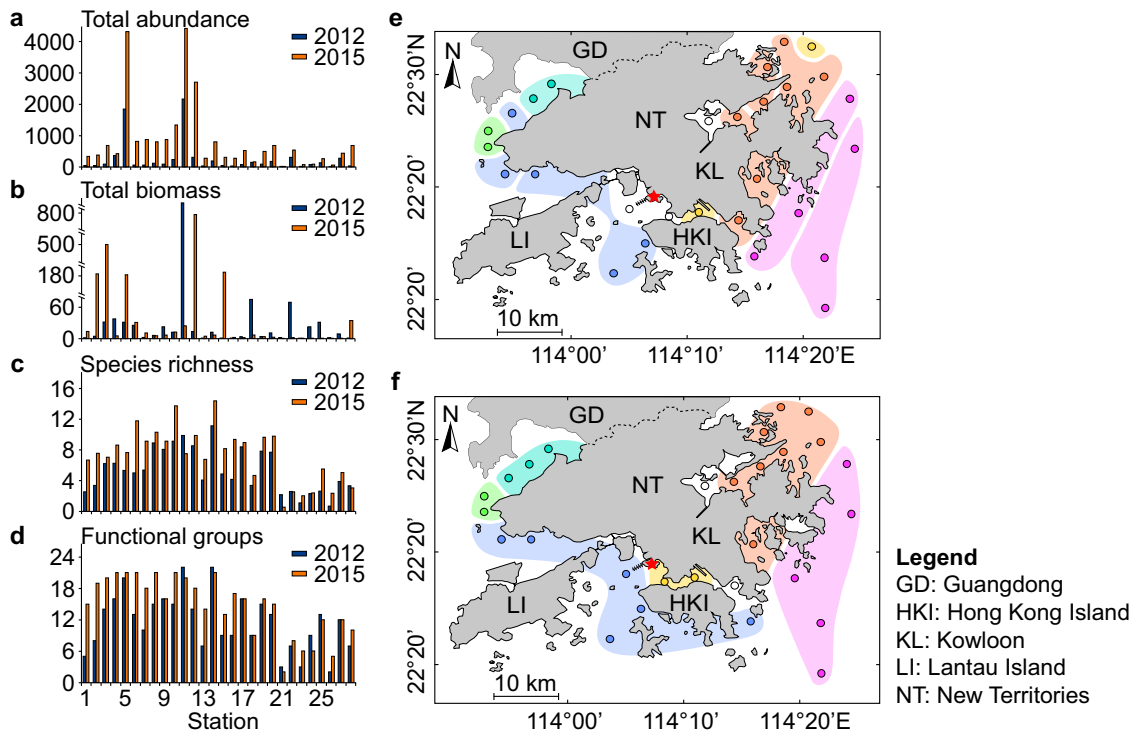 a Total abundance
2012
2015
4000
3000
2000
1000
0
b Total biomass
2012
2015
800
500
180
60
0
c Species richness
2012
2015
16
12
8
4
0
d Functional groups
2012
2015
24
18
12
6
0
1 5 9 13 17 21 25
Station
e
N
GD
NT
KL
LI
HKI
10 km
22°30'N
22°20'
22°20'
114°00' 114°10' 114°20'E
f
N
GD
NT
KL
LI
HKI
10 km
22°30'N
22°20'
22°20'
114°00' 114°10' 114°20'E
Legend
GD: Guangdong
HKI: Hong Kong Island
KL: Kowloon
LI: Lantau Island
NT: New Territories